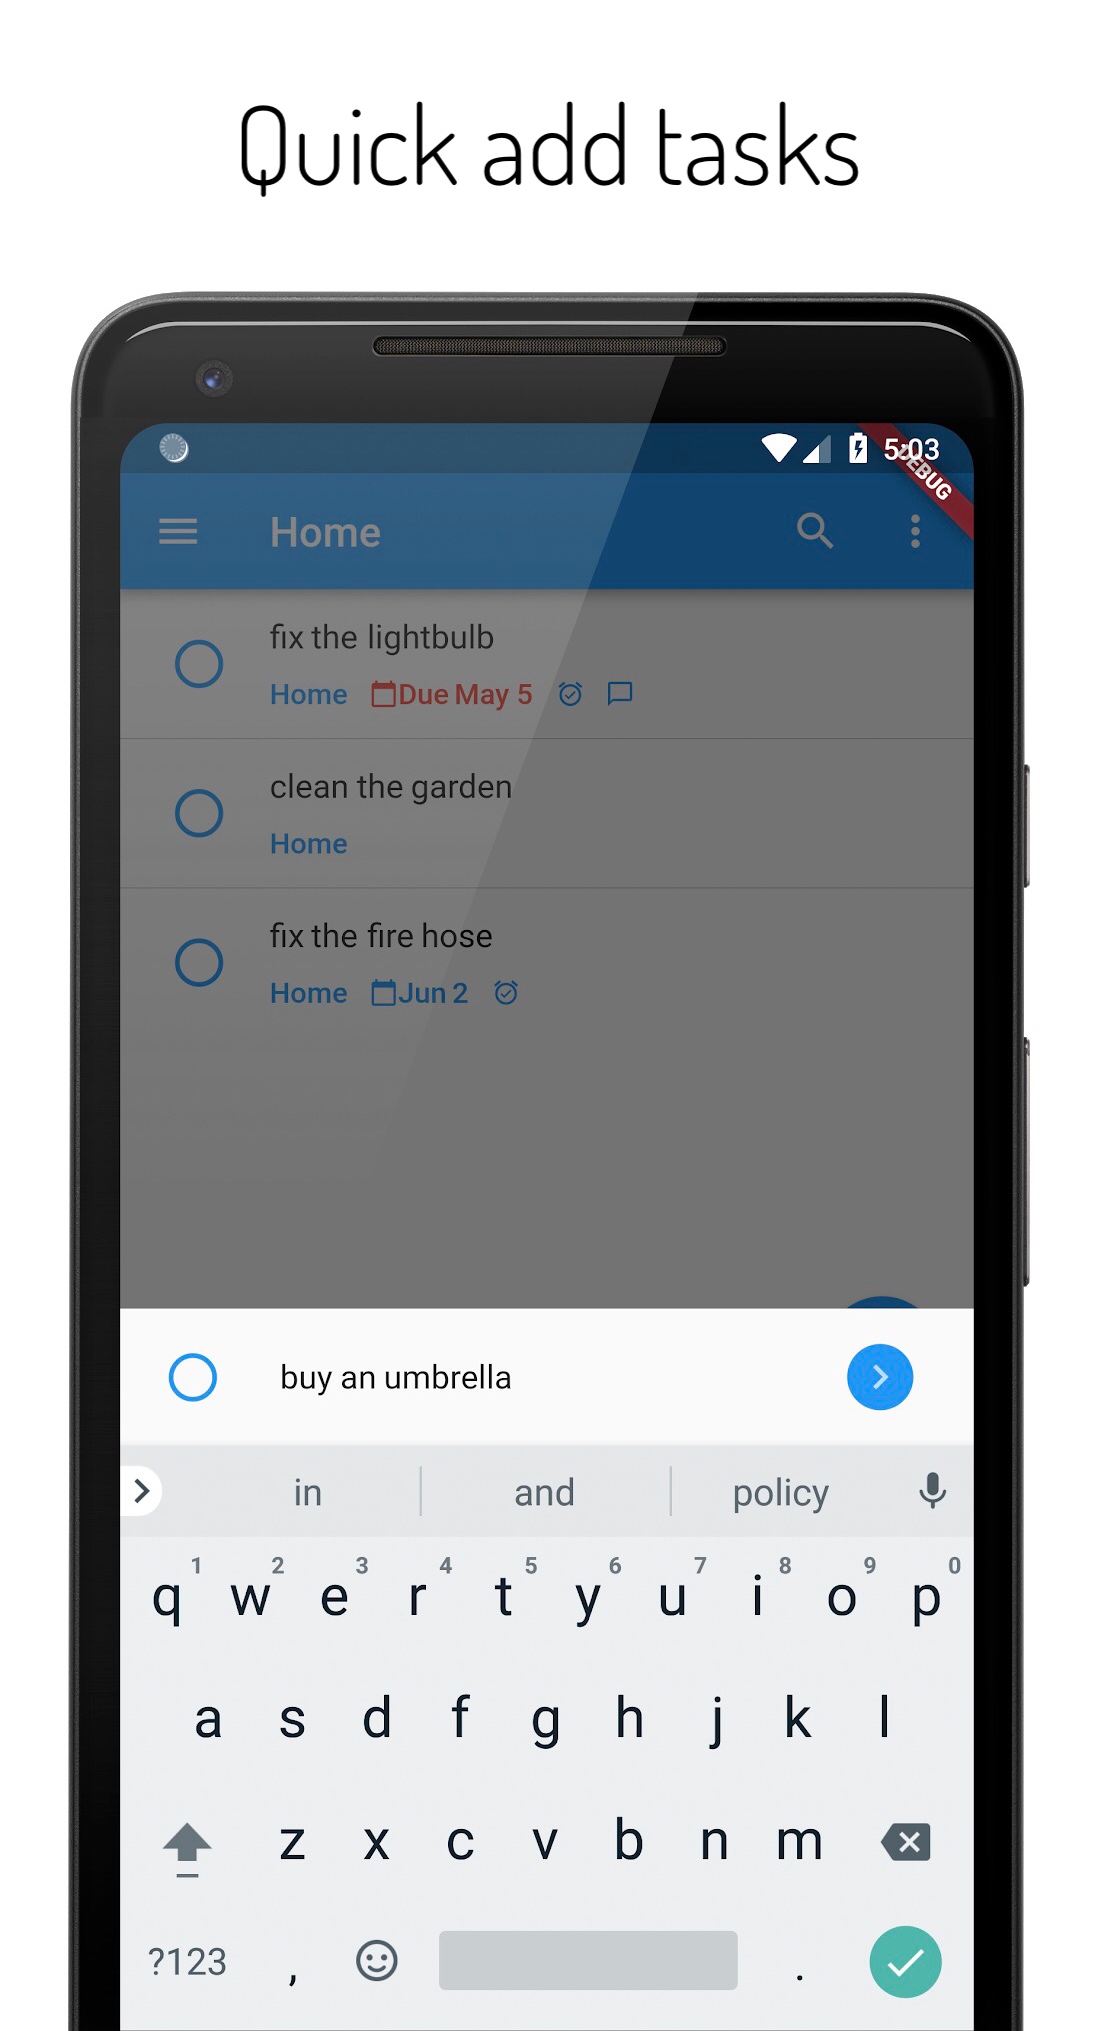 Quick add tasks
5:03
DEBUG
Home
fix the lightbulb
Home Due May 5
clean the garden
Home
fix the fire hose
Home Jun 2
buy an umbrella
in and policy
1 2 3 4 5 6 7 8 9 0
q w e r t y u i o p
a s d f g h j k l
z x c v b n m
?123 , .